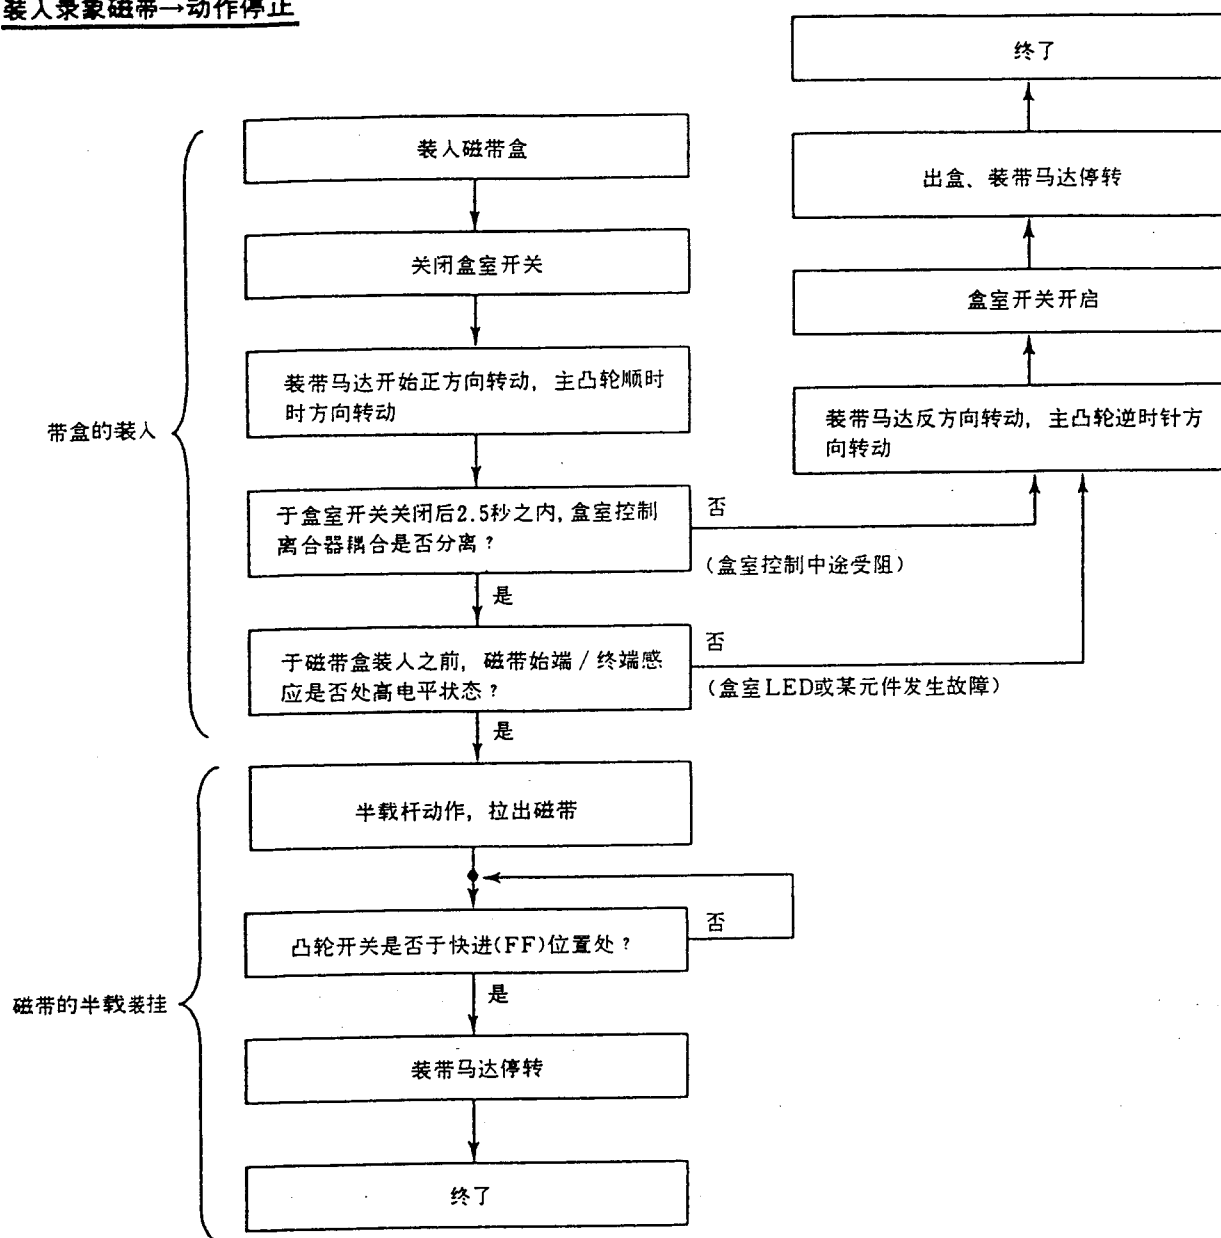 装入录象磁带→动作停止
装入磁带盒
关闭盒室开关
装带马达开始正方向转动，主凸轮顺时
时方向转动
带盒的装入
于盒室开关关闭后2.5秒之内，盒室控制
离合器耦合是否分离？
否
(盒室控制中途受阻)
是
于磁带盒装入之前，磁带始端/终端感
应是否处高电平状态？
否
(盒室LED或某元件发生故障)
是
半载杆动作，拉出磁带
凸轮开关是否于快进(FF)位置处？
否
是
磁带的半载装挂
装带马达停转
终了
终了
出盒、装带马达停转
盒室开关开启
装带马达反方向转动，主凸轮逆时针方
向转动